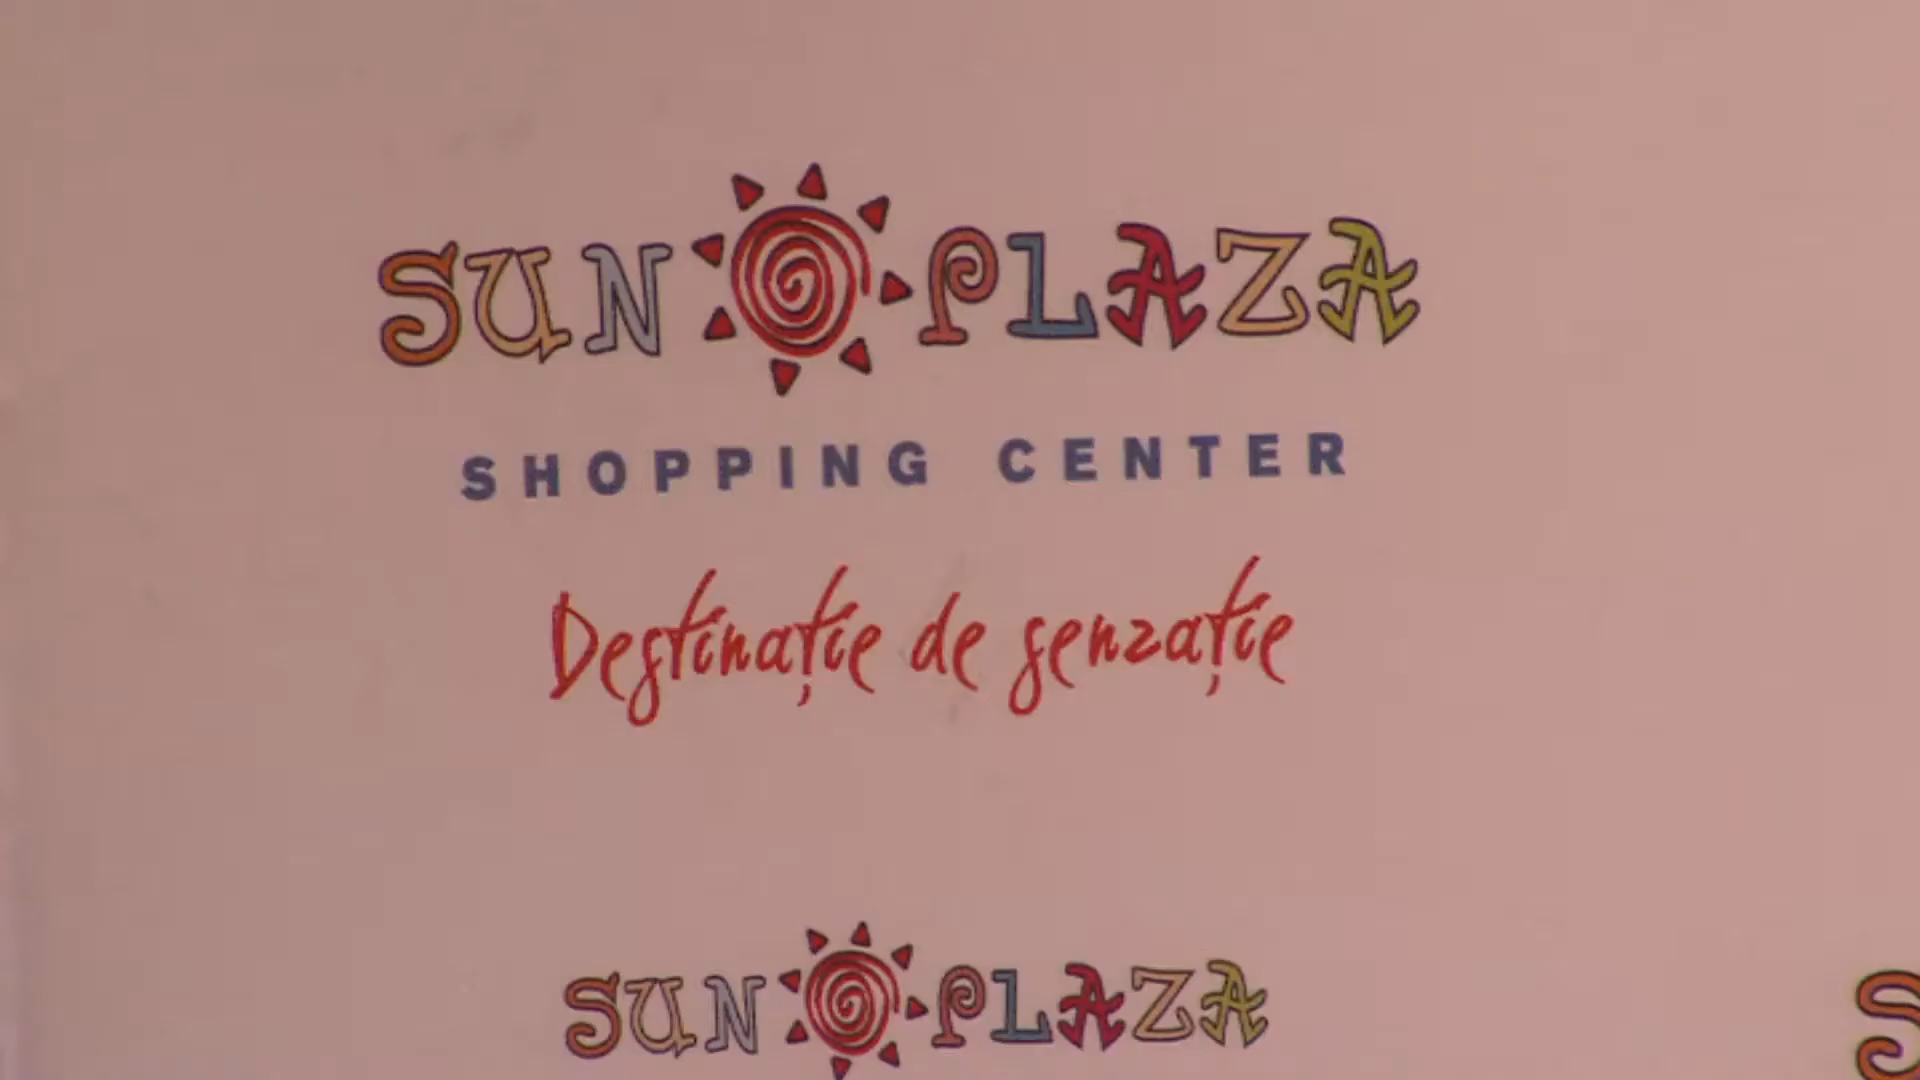 SUN PLAZA
SHOPPING CENTER
Destinație de senzație
SUN PLAZA
S